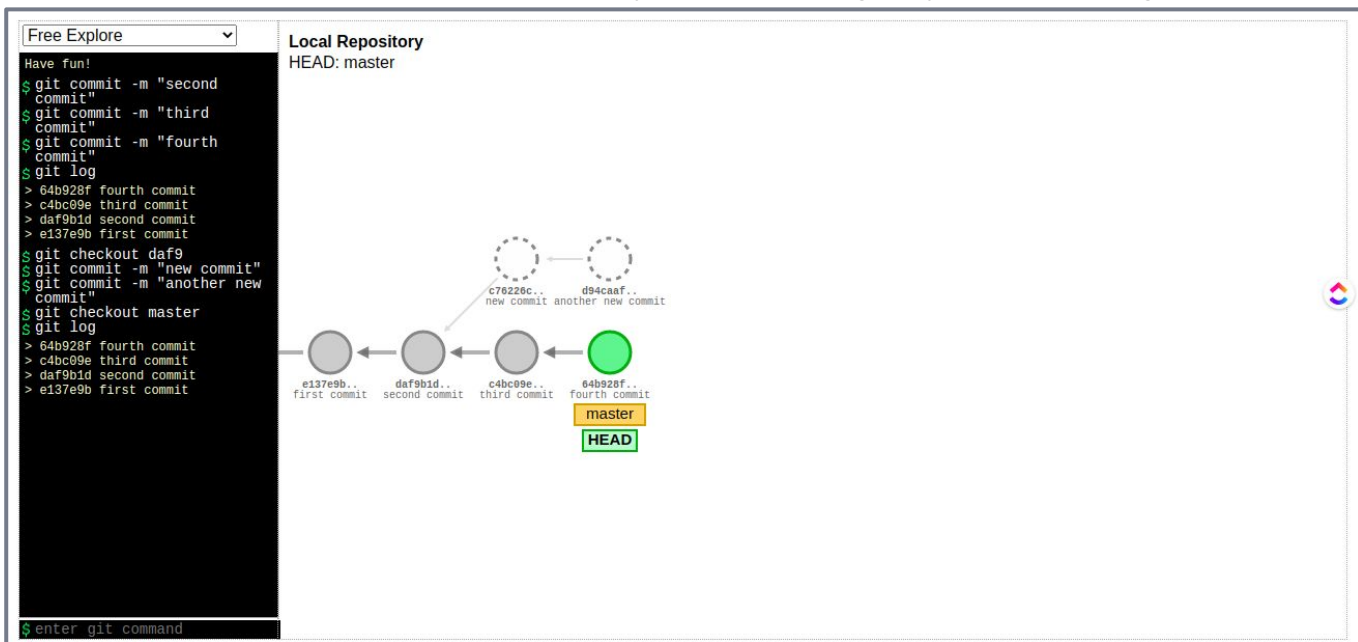 Free Explore
Have fun!
$ git commit -m "second
commit"
$ git commit -m "third
commit"
$ git commit -m "fourth
commit"
$ git log
> 64b928f fourth commit
> c4bc09e third commit
> daf9b1d second commit
> e137e9b first commit
$ git checkout daf9
$ git commit -m "new commit"
$ git commit -m "another new
commit"
$ git checkout master
$ git log
> 64b928f fourth commit
> c4bc09e third commit
> daf9b1d second commit
> e137e9b first commit
$ enter git command
Local Repository
HEAD: master
c76226c..
new commit
d94caaf..
another new commit
e137e9b..
first commit
daf9b1d..
second commit
c4bc09e..
third commit
64b928f..
fourth commit
master
HEAD